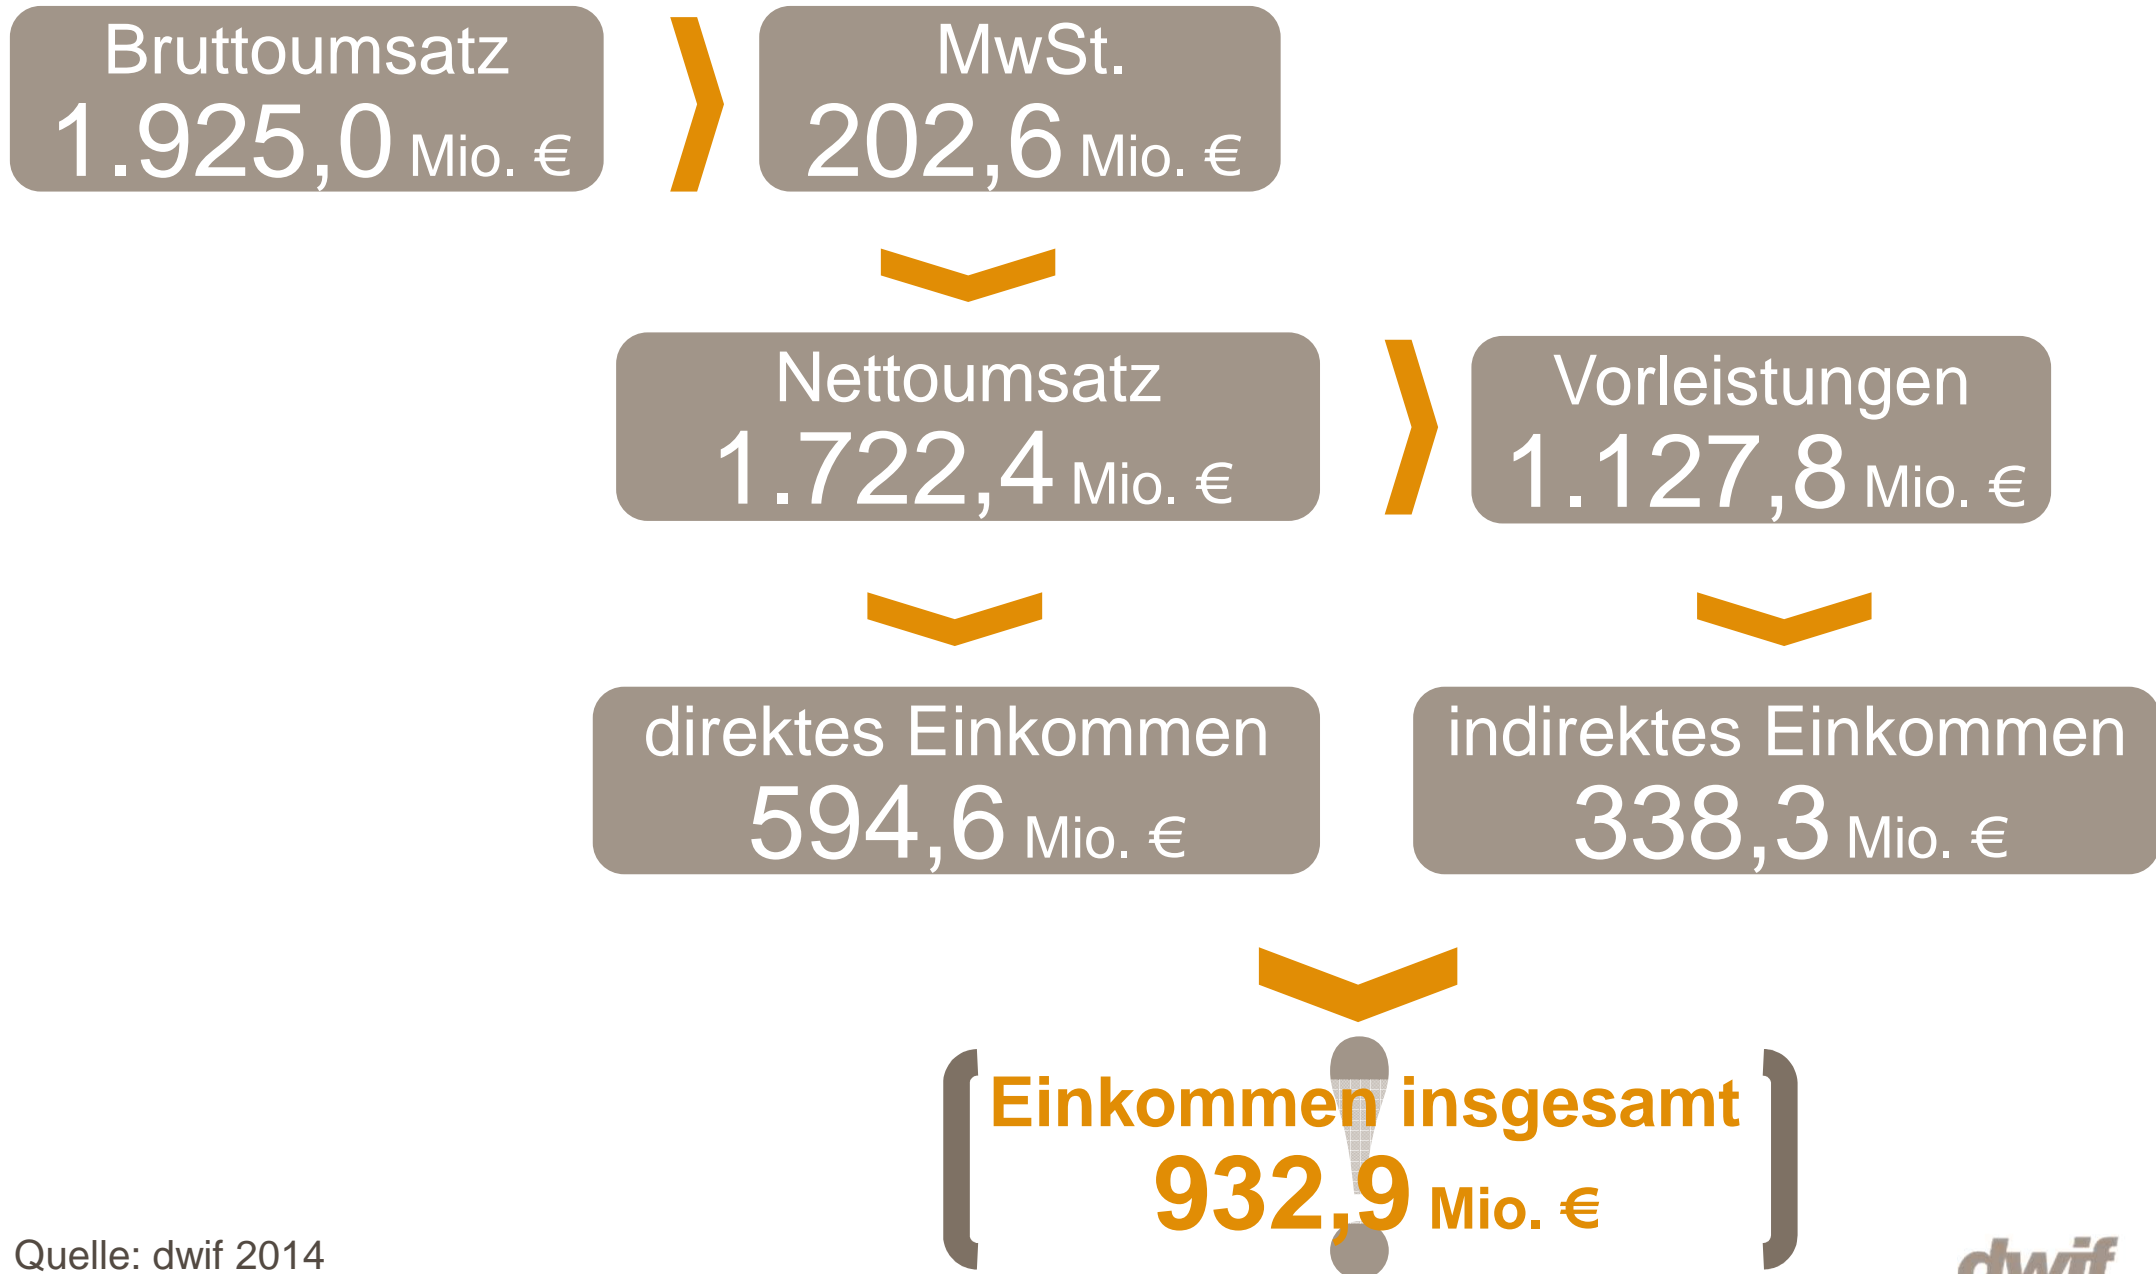 Bruttoumsatz
1.925,0 Mio. €
MwSt.
202,6 Mio. €
Nettoumsatz
1.722,4 Mio. €
Vorleistungen
1.127,8 Mio. €
direktes Einkommen
594,6 Mio. €
indirektes Einkommen
338,3 Mio. €
Einkommen insgesamt
932,9 Mio. €
Quelle: dwif 2014
dwif